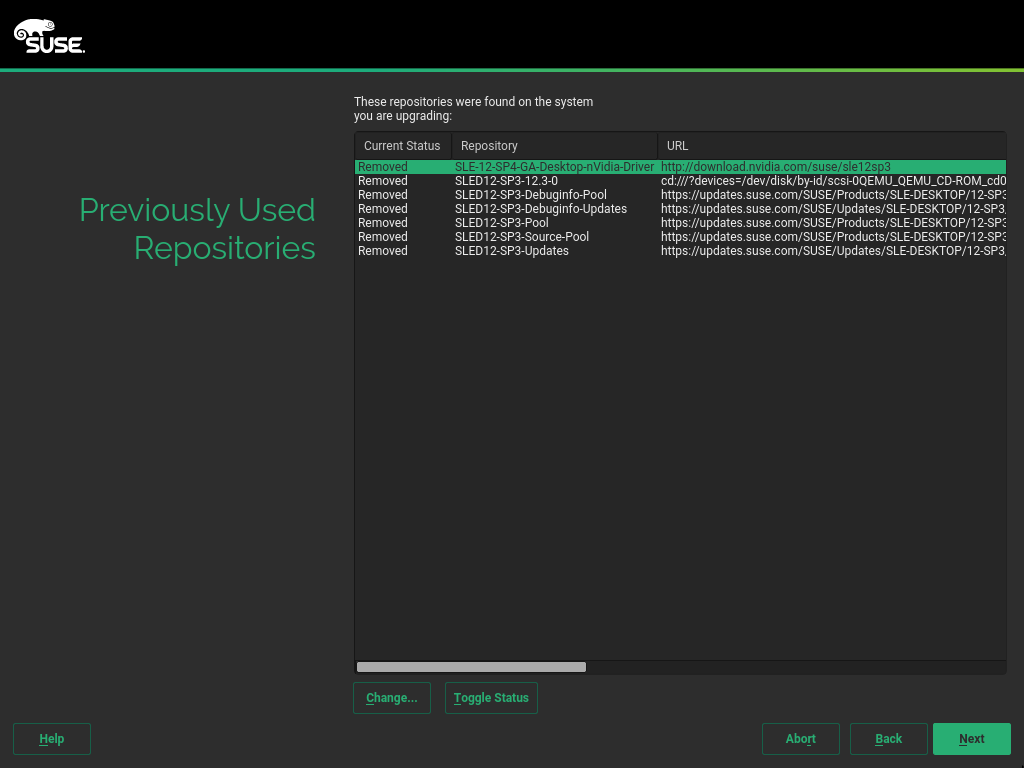 SUSE.
These repositories were found on the system
you are upgrading:
Previously Used
Repositories
Current Status Repository URL
Removed SLE-12-SP4-GA-Desktop-nVidia-Driver http://download.nvidia.com/suse/sle12sp3
Removed SLED12-SP3-12.3-0 cd:///?devices=/dev/disk/by-id/scsi-0QEMU_QEMU_CD-ROM_cd0
Removed SLED12-SP3-Debuginfo-Pool https://updates.suse.com/SUSE/Products/SLE-DESKTOP/12-SP3
Removed SLED12-SP3-Debuginfo-Updates https://updates.suse.com/SUSE/Updates/SLE-DESKTOP/12-SP3/
Removed SLED12-SP3-Pool https://updates.suse.com/SUSE/Products/SLE-DESKTOP/12-SP3
Removed SLED12-SP3-Source-Pool https://updates.suse.com/SUSE/Products/SLE-DESKTOP/12-SP3
Removed SLED12-SP3-Updates https://updates.suse.com/SUSE/Updates/SLE-DESKTOP/12-SP3/
Change... Toggle Status
Help Abort Back Next